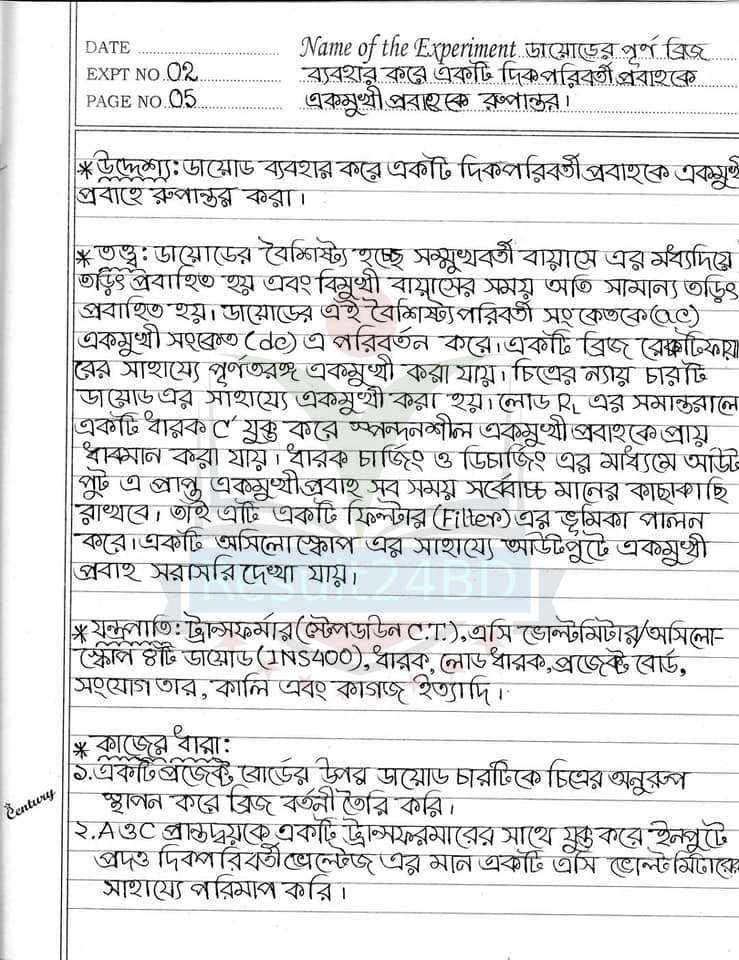 DATE
Name of the Experiment ডায়োডের পূর্ণ ব্রিজ
EXPT NO. 02
ব্যবহার করে একটি দিকপরিবর্তী প্রবাহকে
PAGE NO. 05
একমুখী প্রবাহকে রুপান্তর।
* উদ্দেশ্য: ডায়োড ব্যবহার করে একটি দিকপরিবর্তী প্রবাহকে একমুখী
প্রবাহে রুপান্তর করা।
* তত্ত্ব: ডায়োডের বৈশিষ্ট্য হচ্ছে সম্মুখবর্তী বায়াসে এর মধ্যদিয়ে
তড়িৎ প্রবাহিত হয় এবং বিমুখী বায়াসের সময় অতি সামান্য তড়িৎ
প্রবাহিত হয়। ডায়োডের এই বৈশিষ্ট্য পরিবর্তী সংকেতকে (ac)
একমুখী সংকেত (dc) এ পরিবর্তন করে। একটি ব্রিজ রেকটিফায়া
রের সাহায্যে পূর্ণতরঙ্গ একমুখী করা যায়। চিত্রের ন্যায় চারটি
ডায়োড এর সাহায্যে একমুখী করা হয়। লোড RL এর সমান্তরালে
একটি ধারক C যুক্ত করে স্পন্দনশীল একমুখী প্রবাহকে প্রায়
ধাবমান করা যায়। ধারক চার্জিং ও ডিচার্জিং এর মাধ্যমে আউট
পুট এ প্রাপ্ত একমুখী প্রবাহ সব সময় সর্বোচ্চ মানের কাছাকাছি
রাখবে। তাই এটি একটি ফিল্টার (Filter) এর ভূমিকা পালন
করে। একটি অসিলোস্কোপ এর সাহায্যে আউটপুটে একমুখী
প্রবাহ সরাসরি দেখা যায়।
Result24BD
* যন্ত্রপাতি: ট্রান্সফর্মার (স্টেপডাউন C.T.), এসি ভোল্টমিটার/অসিলো-
স্কোপ ৪টি ডায়োড (INS400), ধারক, লোড ধারক, প্রজেক্ট বোর্ড,
সংযোগ তার, কালি এবং কাগজ ইত্যাদি।
* কাজের ধারা:
১. একটি প্রজেক্ট বোর্ডের উপর ডায়োড চারটিকে চিত্রের অনুরুপ
স্থাপন করে ব্রিজ বর্তনী তৈরি করি।
Century
২. A ও C প্রান্তদ্বয়কে একটি ট্রান্সফরমারের সাথে যুক্ত করে ইনপুটে
প্রদও দিকপরিবর্তী ভোল্টেজ এর মান একটি এসি ভোল্টমিটারের
সাহায্যে পরিমাপ করি।